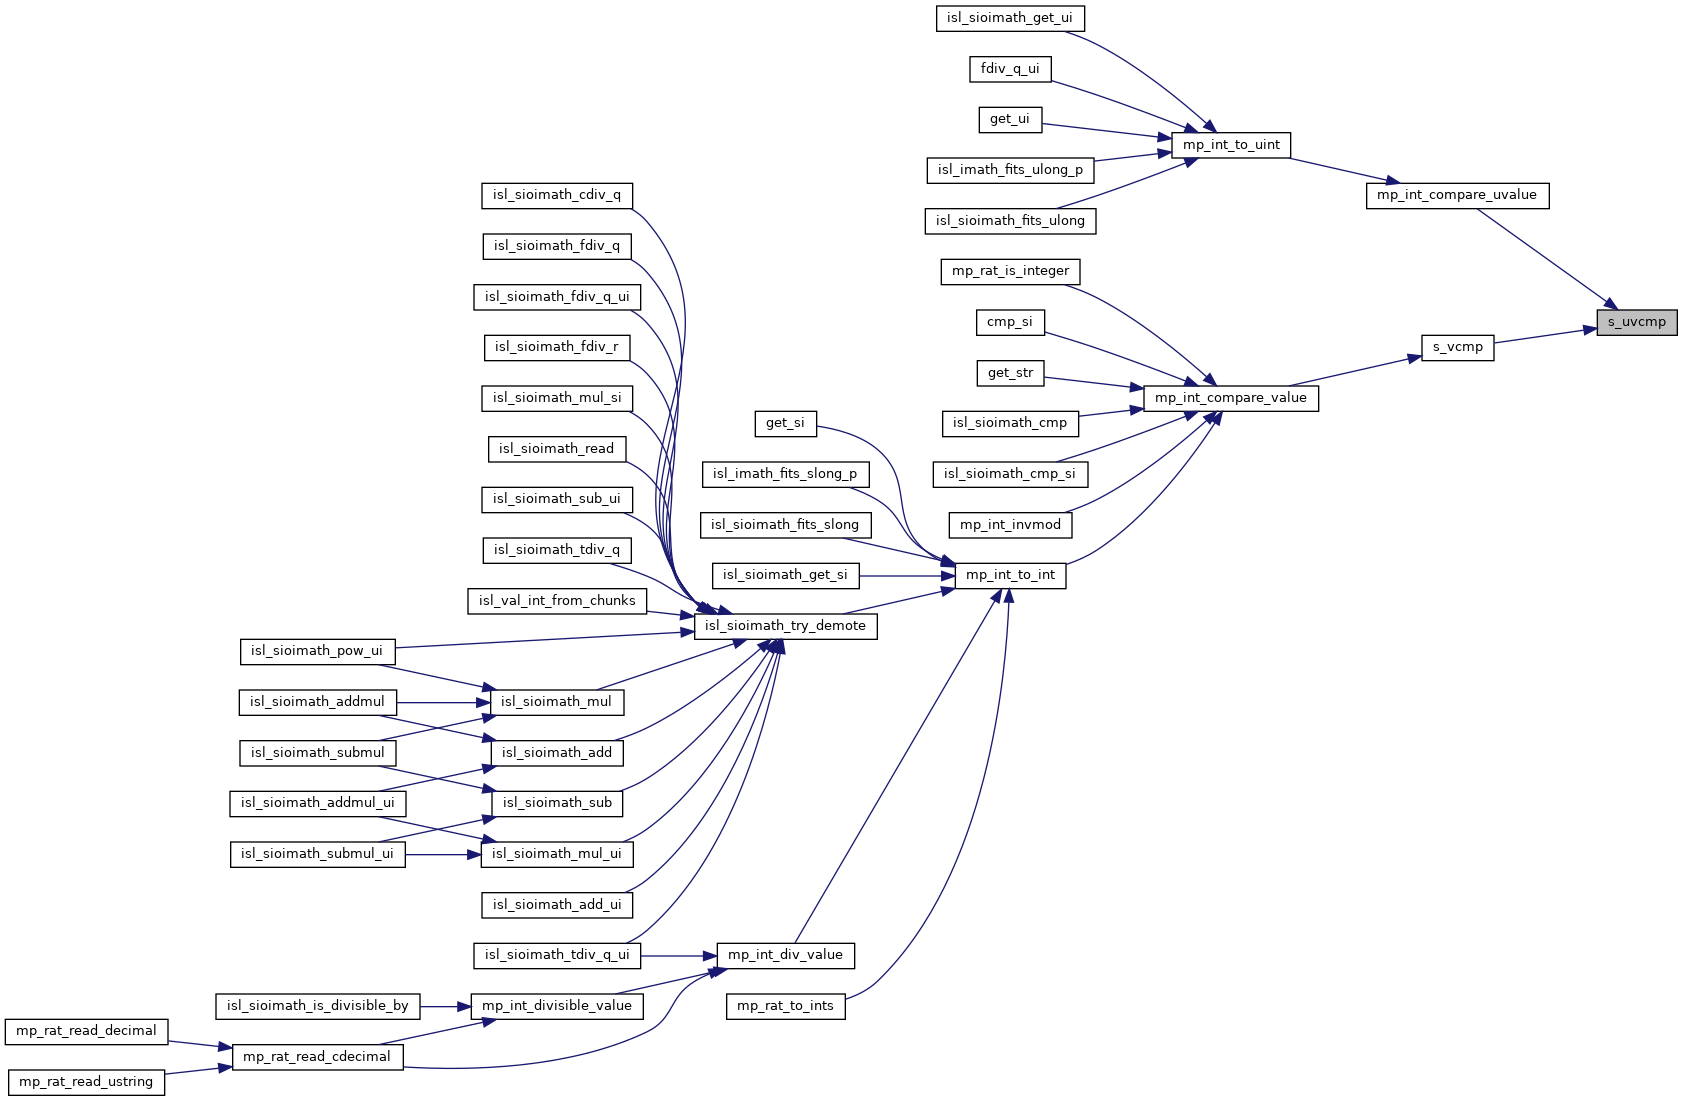 isl_sioimath_get_ui
fdiv_q_ui
get_ui
mp_int_to_uint
isl_imath_fits_ulong_p
isl_sioimath_cdiv_q
mp_int_compare_uvalue
isl_sioimath_fits_ulong
isl_sioimath_fdiv_q
mp_rat_is_integer
isl_sioimath_fdiv_q_ui
cmp_si
s_uvcmp
isl_sioimath_fdiv_r
s_vcmp
get_str
isl_sioimath_mul_si
mp_int_compare_value
get_si
isl_sioimath_cmp
isl_sioimath_read
isl_imath_fits_slong_p
isl_sioimath_cmp_si
isl_sioimath_sub_ui
isl_sioimath_fits_slong
mp_int_invmod
isl_sioimath_tdiv_q
isl_sioimath_get_si
mp_int_to_int
isl_val_int_from_chunks
isl_sioimath_try_demote
isl_sioimath_pow_ui
isl_sioimath_addmul
isl_sioimath_mul
isl_sioimath_submul
isl_sioimath_add
isl_sioimath_addmul_ui
isl_sioimath_sub
isl_sioimath_submul_ui
isl_sioimath_mul_ui
isl_sioimath_add_ui
isl_sioimath_tdiv_q_ui
mp_int_div_value
isl_sioimath_is_divisible_by
mp_int_divisible_value
mp_rat_to_ints
mp_rat_read_decimal
mp_rat_read_cdecimal
mp_rat_read_ustring